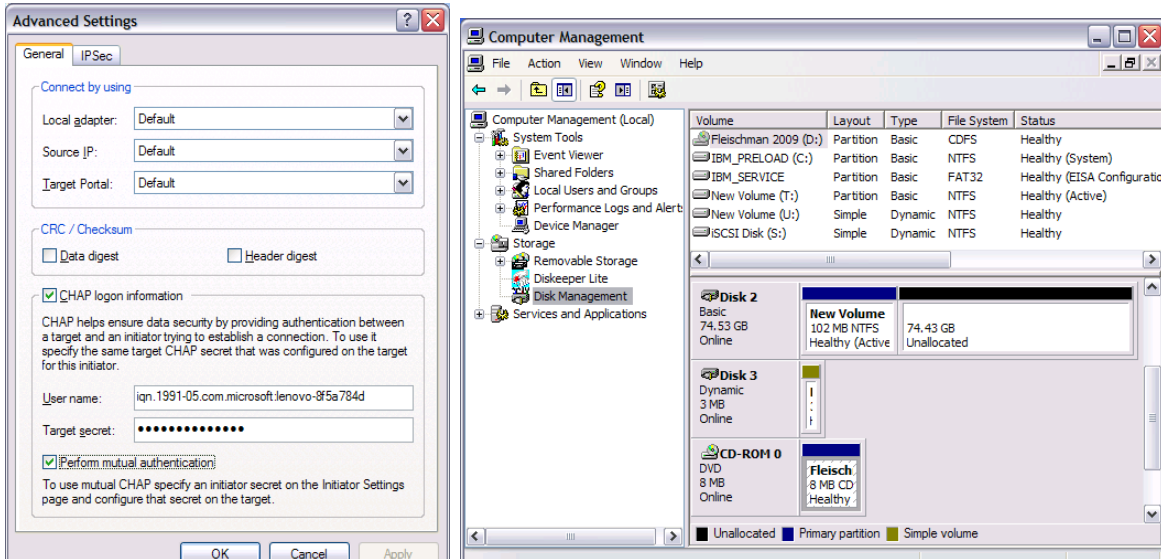 Advanced Settings
General IPSec
Connect by using
Local adapter: Default
Source IP: Default
Target Portal: Default
CRC / Checksum
Data digest Header digest
CHAP logon information
CHAP helps ensure data security by providing authentication between
a target and an initiator trying to establish a connection. To use it
specify the same target CHAP secret that was configured on the target
for this initiator.
User name: iqn.1991-05.com.microsoft:lenovo-8f5a784d
Target secret: ●●●●●●●●●●●●●●
Perform mutual authentication
To use mutual CHAP specify an initiator secret on the Initiator Settings
page and configure that secret on the target.
OK Cancel Apply
Computer Management
File Action View Window Help
Computer Management (Local)
System Tools
Event Viewer
Shared Folders
Local Users and Groups
Performance Logs and Alert
Device Manager
Storage
Removable Storage
Diskeeper Lite
Disk Management
Services and Applications
Volume Layout Type File System Status
Fleischman 2009 (D:) Partition Basic CDFS Healthy
IBM_PRELOAD (C:) Partition Basic NTFS Healthy (System)
IBM_SERVICE Partition Basic FAT32 Healthy (EISA Configuratio
New Volume (T:) Partition Basic NTFS Healthy (Active)
New Volume (U:) Simple Dynamic NTFS Healthy
iSCSI Disk (S:) Simple Dynamic NTFS Healthy
Disk 2
Basic
74.53 GB
Online
New Volume
102 MB NTFS
Healthy (Active
74.43 GB
Unallocated
Disk 3
Dynamic
3 MB
Online
CD-ROM 0
DVD
8 MB
Online
Fleisch
8 MB CD
Healthy
Unallocated Primary partition Simple volume